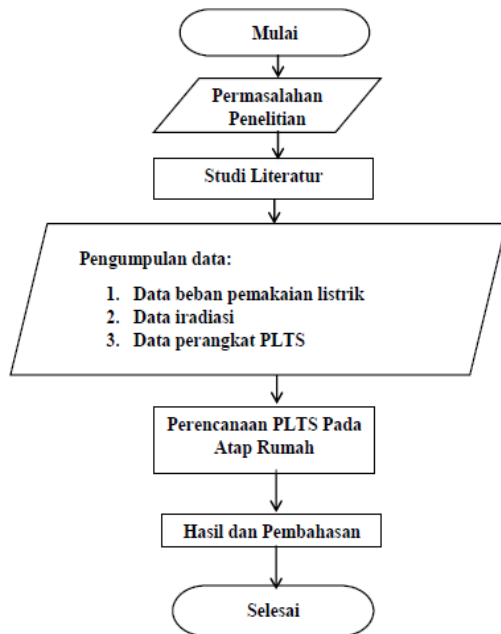 Mulai
Permasalahan
Penelitian
Studi Literatur
Pengumpulan data:
1. Data beban pemakaian listrik
2. Data iradiasi
3. Data perangkat PLTS
Perencanaan PLTS Pada
Atap Rumah
Hasil dan Pembahasan
Selesai